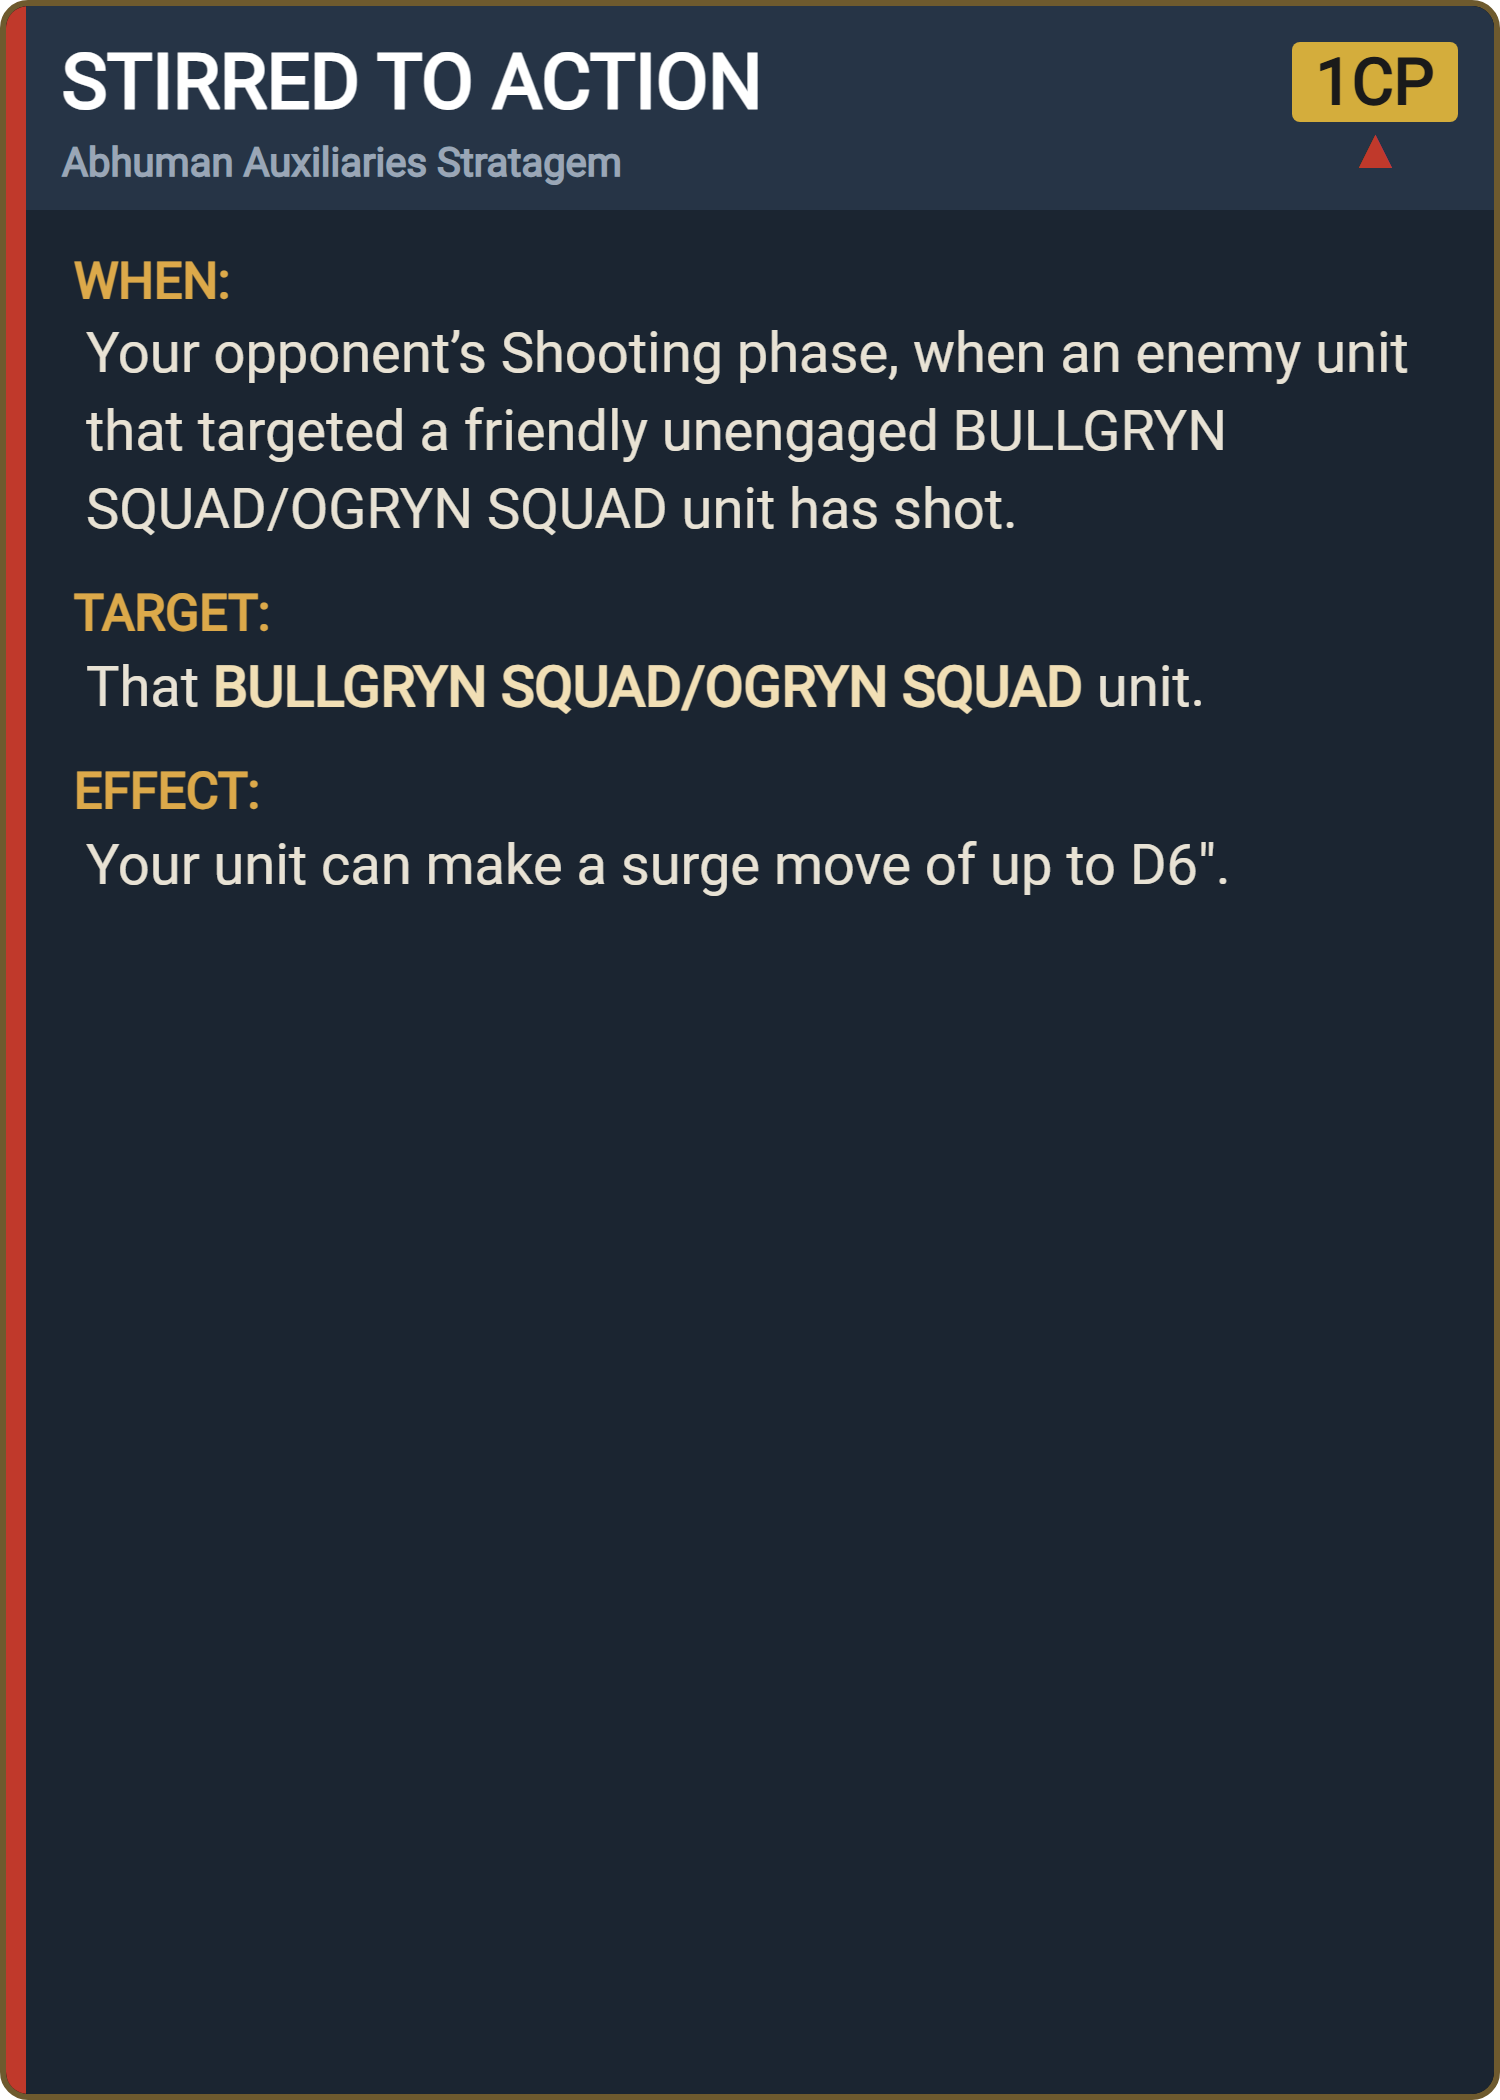 STIRRED TO ACTION
1CP
Abhuman Auxiliaries Stratagem
WHEN:
Your opponent’s Shooting phase, when an enemy unit
that targeted a friendly unengaged BULLGRYN
SQUAD/OGRYN SQUAD unit has shot.
TARGET:
That BULLGRYN SQUAD/OGRYN SQUAD unit.
EFFECT:
Your unit can make a surge move of up to D6".